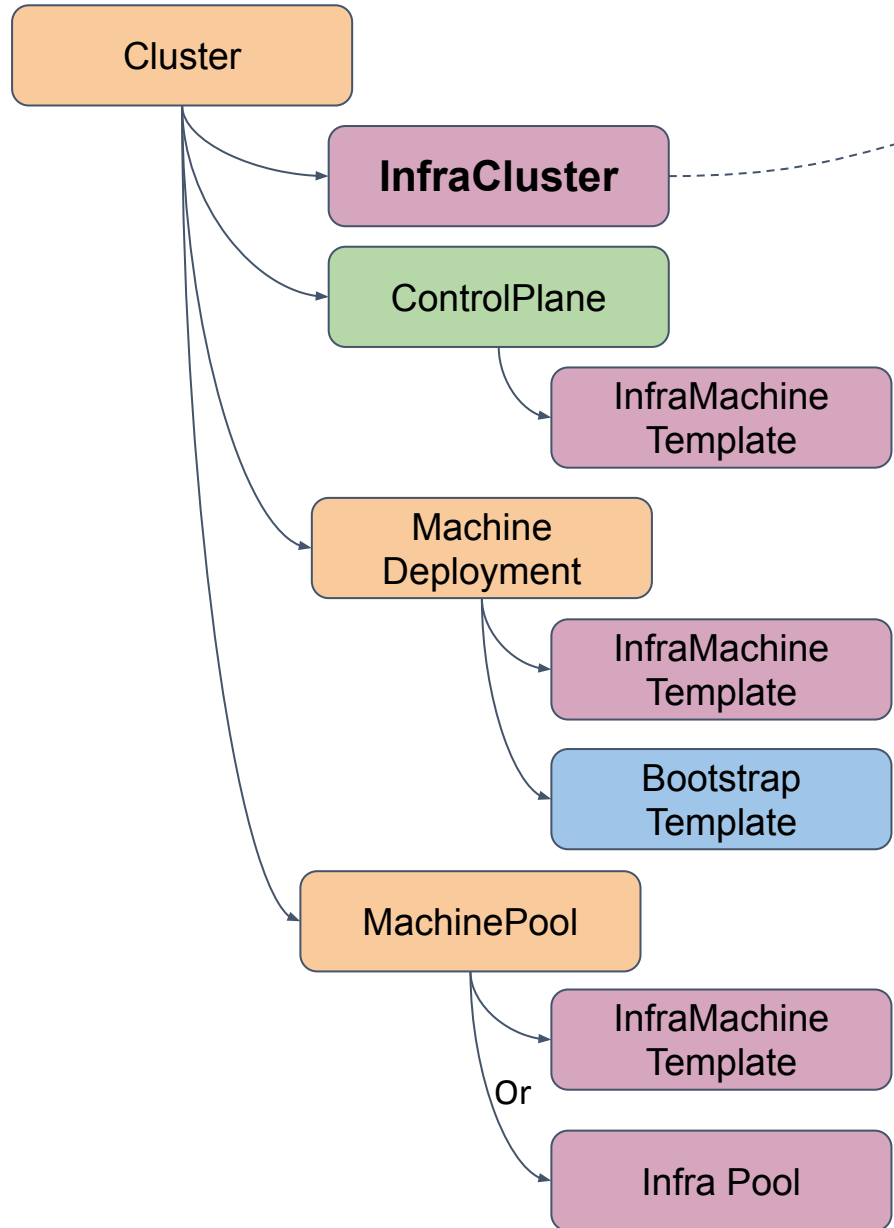 Cluster
InfraCluster
ControlPlane
InfraMachine
Template
Machine
Deployment
InfraMachine
Template
Bootstrap
Template
MachinePool
InfraMachine
Template
Or
Infra Pool